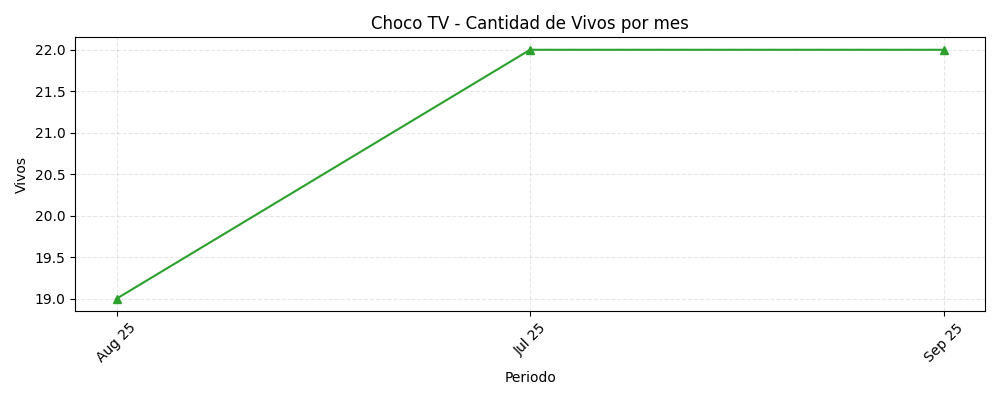 Choco TV - Cantidad de Vivos por mes
22.0
21.5
21.0
20.5
20.0
19.5
19.0
Vivos
Aug 25
Jul 25
Sep 25
Periodo